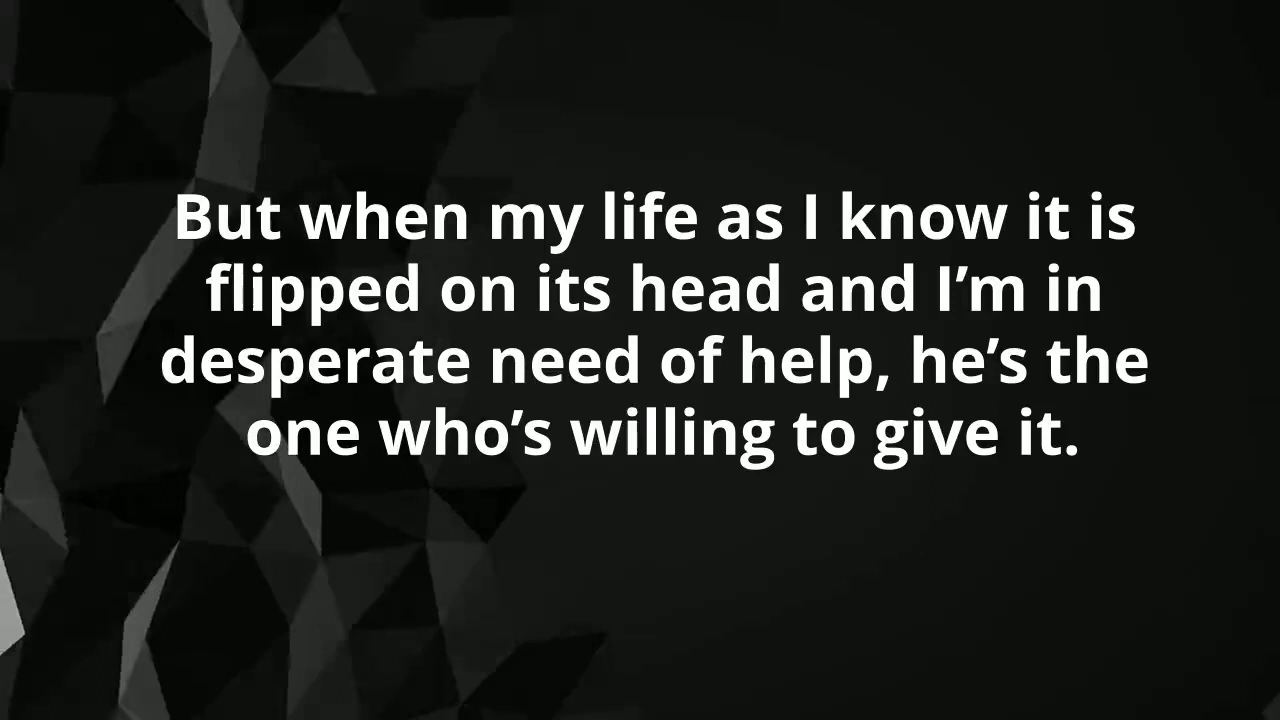 But when my life as I know it is
flipped on its head and I’m in
desperate need of help, he’s the
one who’s willing to give it.